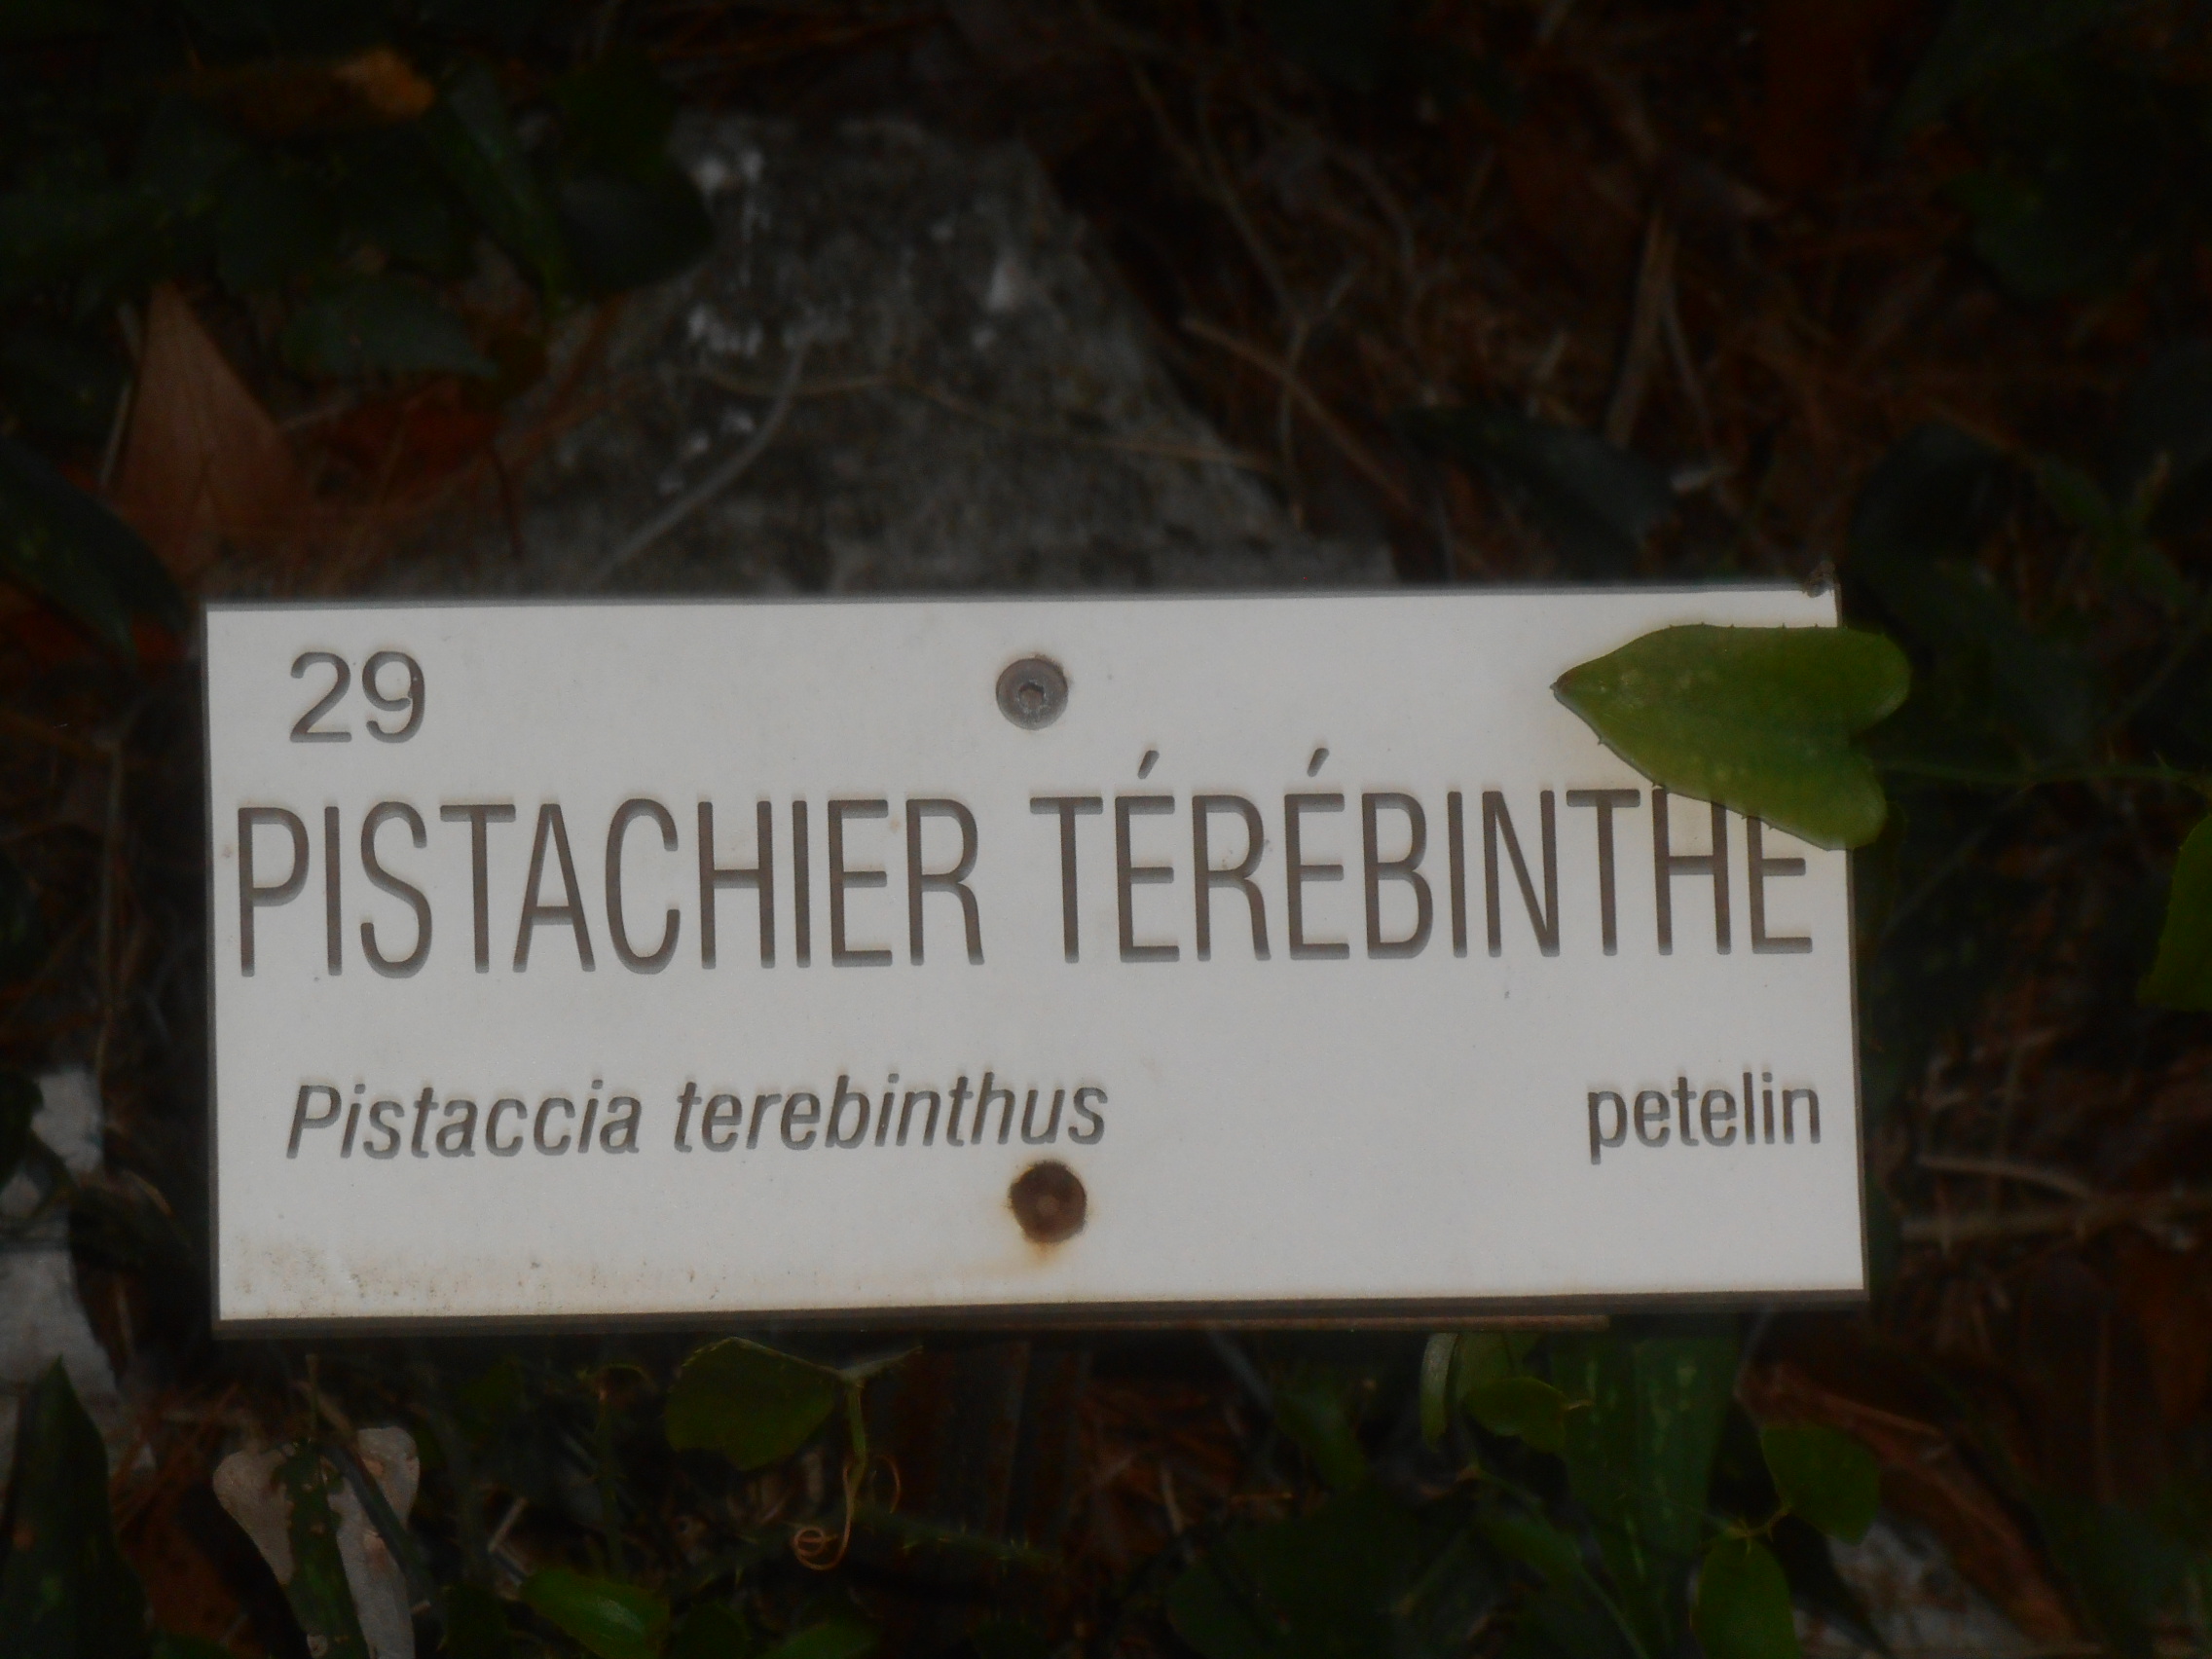 29
PISTACHIER TÉRÉBINTHE
Pistaccia terebinthus petelin